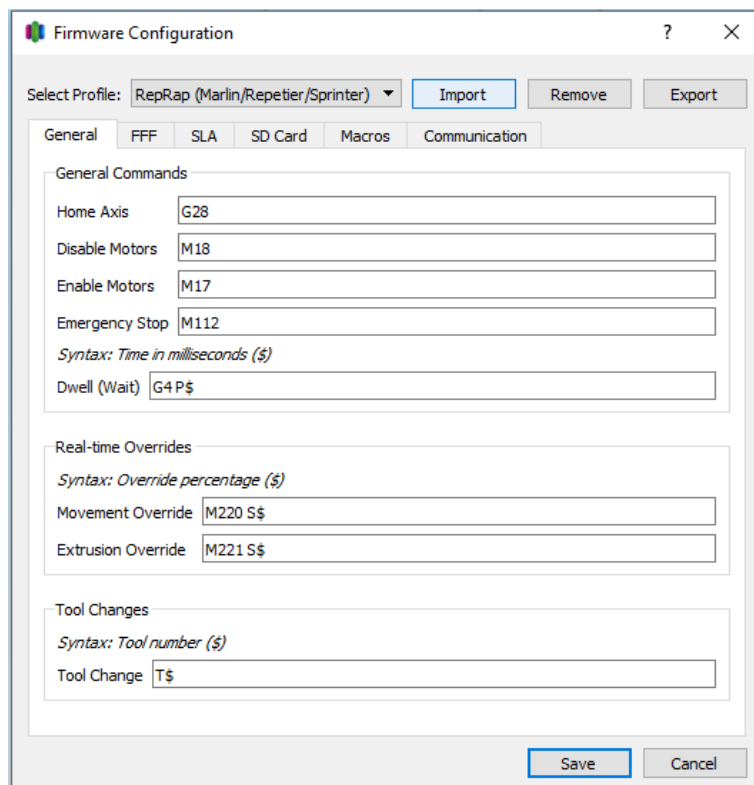 Firmware Configuration ?
Select Profile: RepRap (Marlin/Repetier/Sprinter) Import Remove Export
General FFF SLA SD Card Macros Communication
General Commands
Home Axis G28
Disable Motors M18
Enable Motors M17
Emergency Stop M112
Syntax: Time in milliseconds ($)
Dwell (Wait) G4 P$
Real-time Overrides
Syntax: Override percentage ($)
Movement Override M220 S$
Extrusion Override M221 S$
Tool Changes
Syntax: Tool number ($)
Tool Change T$
Save Cancel